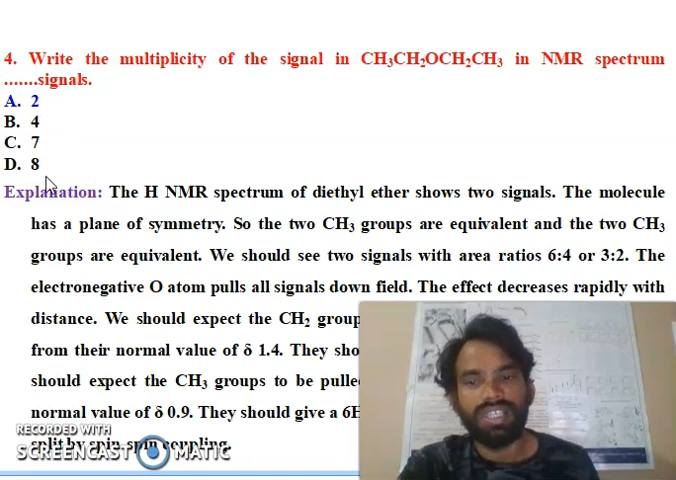 4. Write the multiplicity of the signal in CH₃CH₂OCH₂CH₃ in NMR spectrum
.......signals.
A. 2
B. 4
C. 7
D. 8
Explanation: The H NMR spectrum of diethyl ether shows two signals. The molecule
has a plane of symmetry. So the two CH₃ groups are equivalent and the two CH₃
groups are equivalent. We should see two signals with area ratios 6:4 or 3:2. The
electronegative O atom pulls all signals down field. The effect decreases rapidly with
distance. We should expect the CH₂ group
from their normal value of δ 1.4. They sho
should expect the CH₃ groups to be pulle
normal value of δ 0.9. They should give a 6H
split by spin-spin coupling.
RECORDED WITH
SCREENCAST MATIC